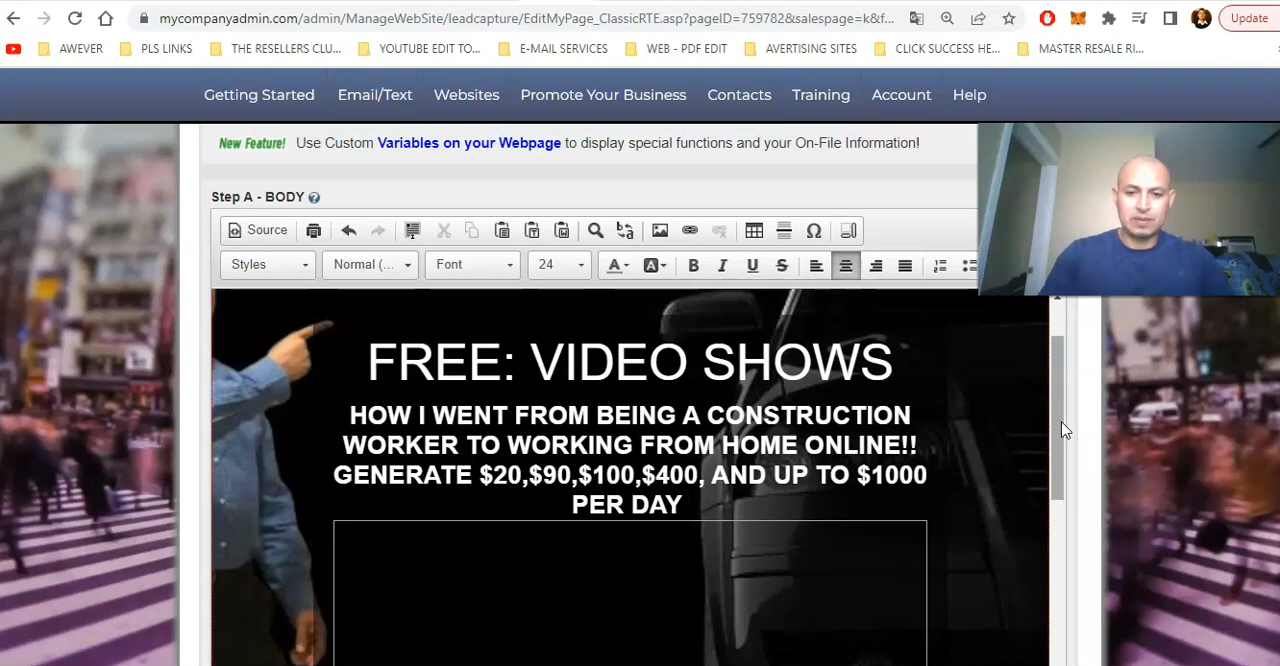 mycompanyadmin.com/admin/ManageWebSite/leadcapture/EditMyPage_ClassicRTE.asp?pageID=759782&salespage=k&f...
Update
AWEVER
PLS LINKS
THE RESELLERS CLU...
YOUTUBE EDIT TO...
E-MAIL SERVICES
WEB - PDF EDIT
AVERTISING SITES
CLICK SUCCESS HE...
MASTER RESALE RI...
Getting Started
Email/Text
Websites
Promote Your Business
Contacts
Training
Account
Help
New Feature! Use Custom Variables on your Webpage to display special functions and your On-File Information!
Step A - BODY
Source
Styles
Normal (...
Font
24
FREE: VIDEO SHOWS
HOW I WENT FROM BEING A CONSTRUCTION
WORKER TO WORKING FROM HOME ONLINE!!
GENERATE $20,$90,$100,$400, AND UP TO $1000
PER DAY